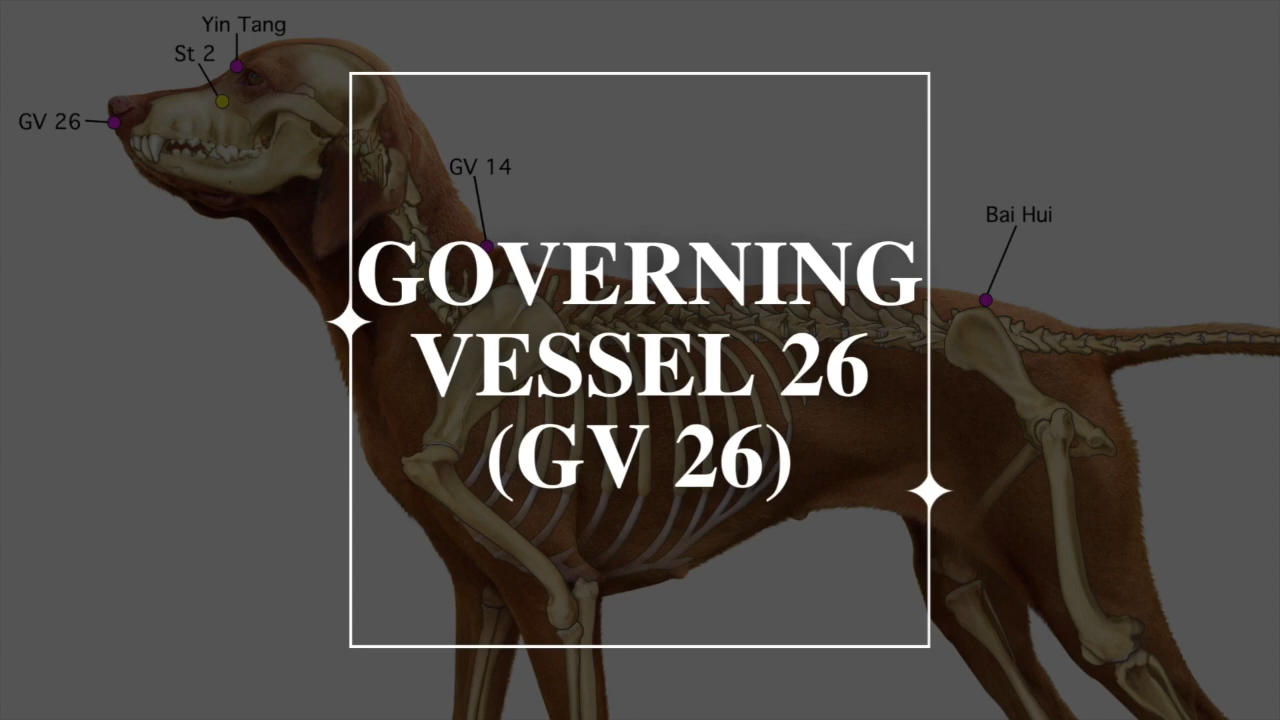 Yin Tang
St 2
GV 26
GV 14
Bai Hui
GOVERNING
VESSEL 26
(GV 26)